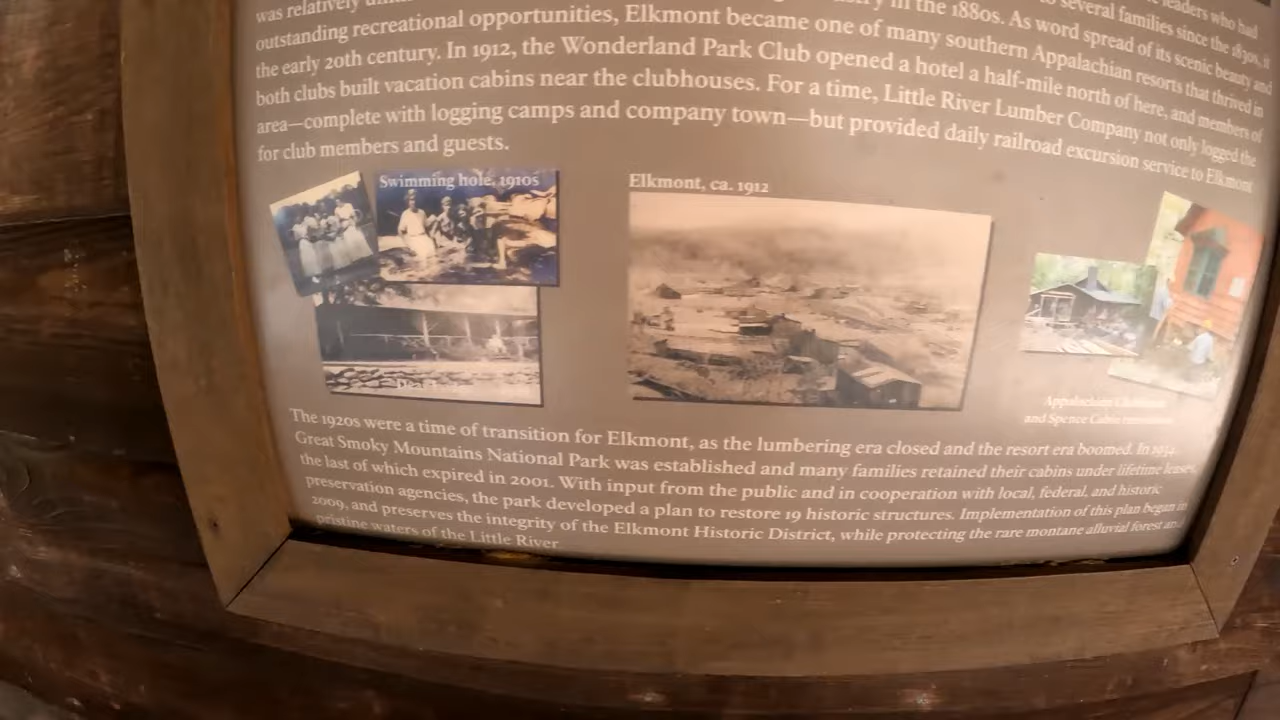 leaders who had
was relatively
in the 1880s. As word spread of its scenic beauty and
several families since the 1830s, it
outstanding recreational opportunities, Elkmont became one of many southern Appalachian resorts that thrived in
the early 20th century. In 1912, the Wonderland Park Club opened a hotel a half-mile north of here, and members of
both clubs built vacation cabins near the clubhouses. For a time, Little River Lumber Company not only logged the
area—complete with logging camps and company town—but provided daily railroad excursion service to Elkmont
for club members and guests.
Swimming hole, 1910s
Elkmont, ca. 1912
Appalachian
and Spence Cabin
The 1920s were a time of transition for Elkmont, as the lumbering era closed and the resort era boomed. In 1934
Great Smoky Mountains National Park was established and many families retained their cabins under lifetime leases,
the last of which expired in 2001. With input from the public and in cooperation with local, federal, and historic
preservation agencies, the park developed a plan to restore 19 historic structures. Implementation of this plan began in
2009, and preserves the integrity of the Elkmont Historic District, while protecting the rare montane alluvial forest
pristine waters of the Little River